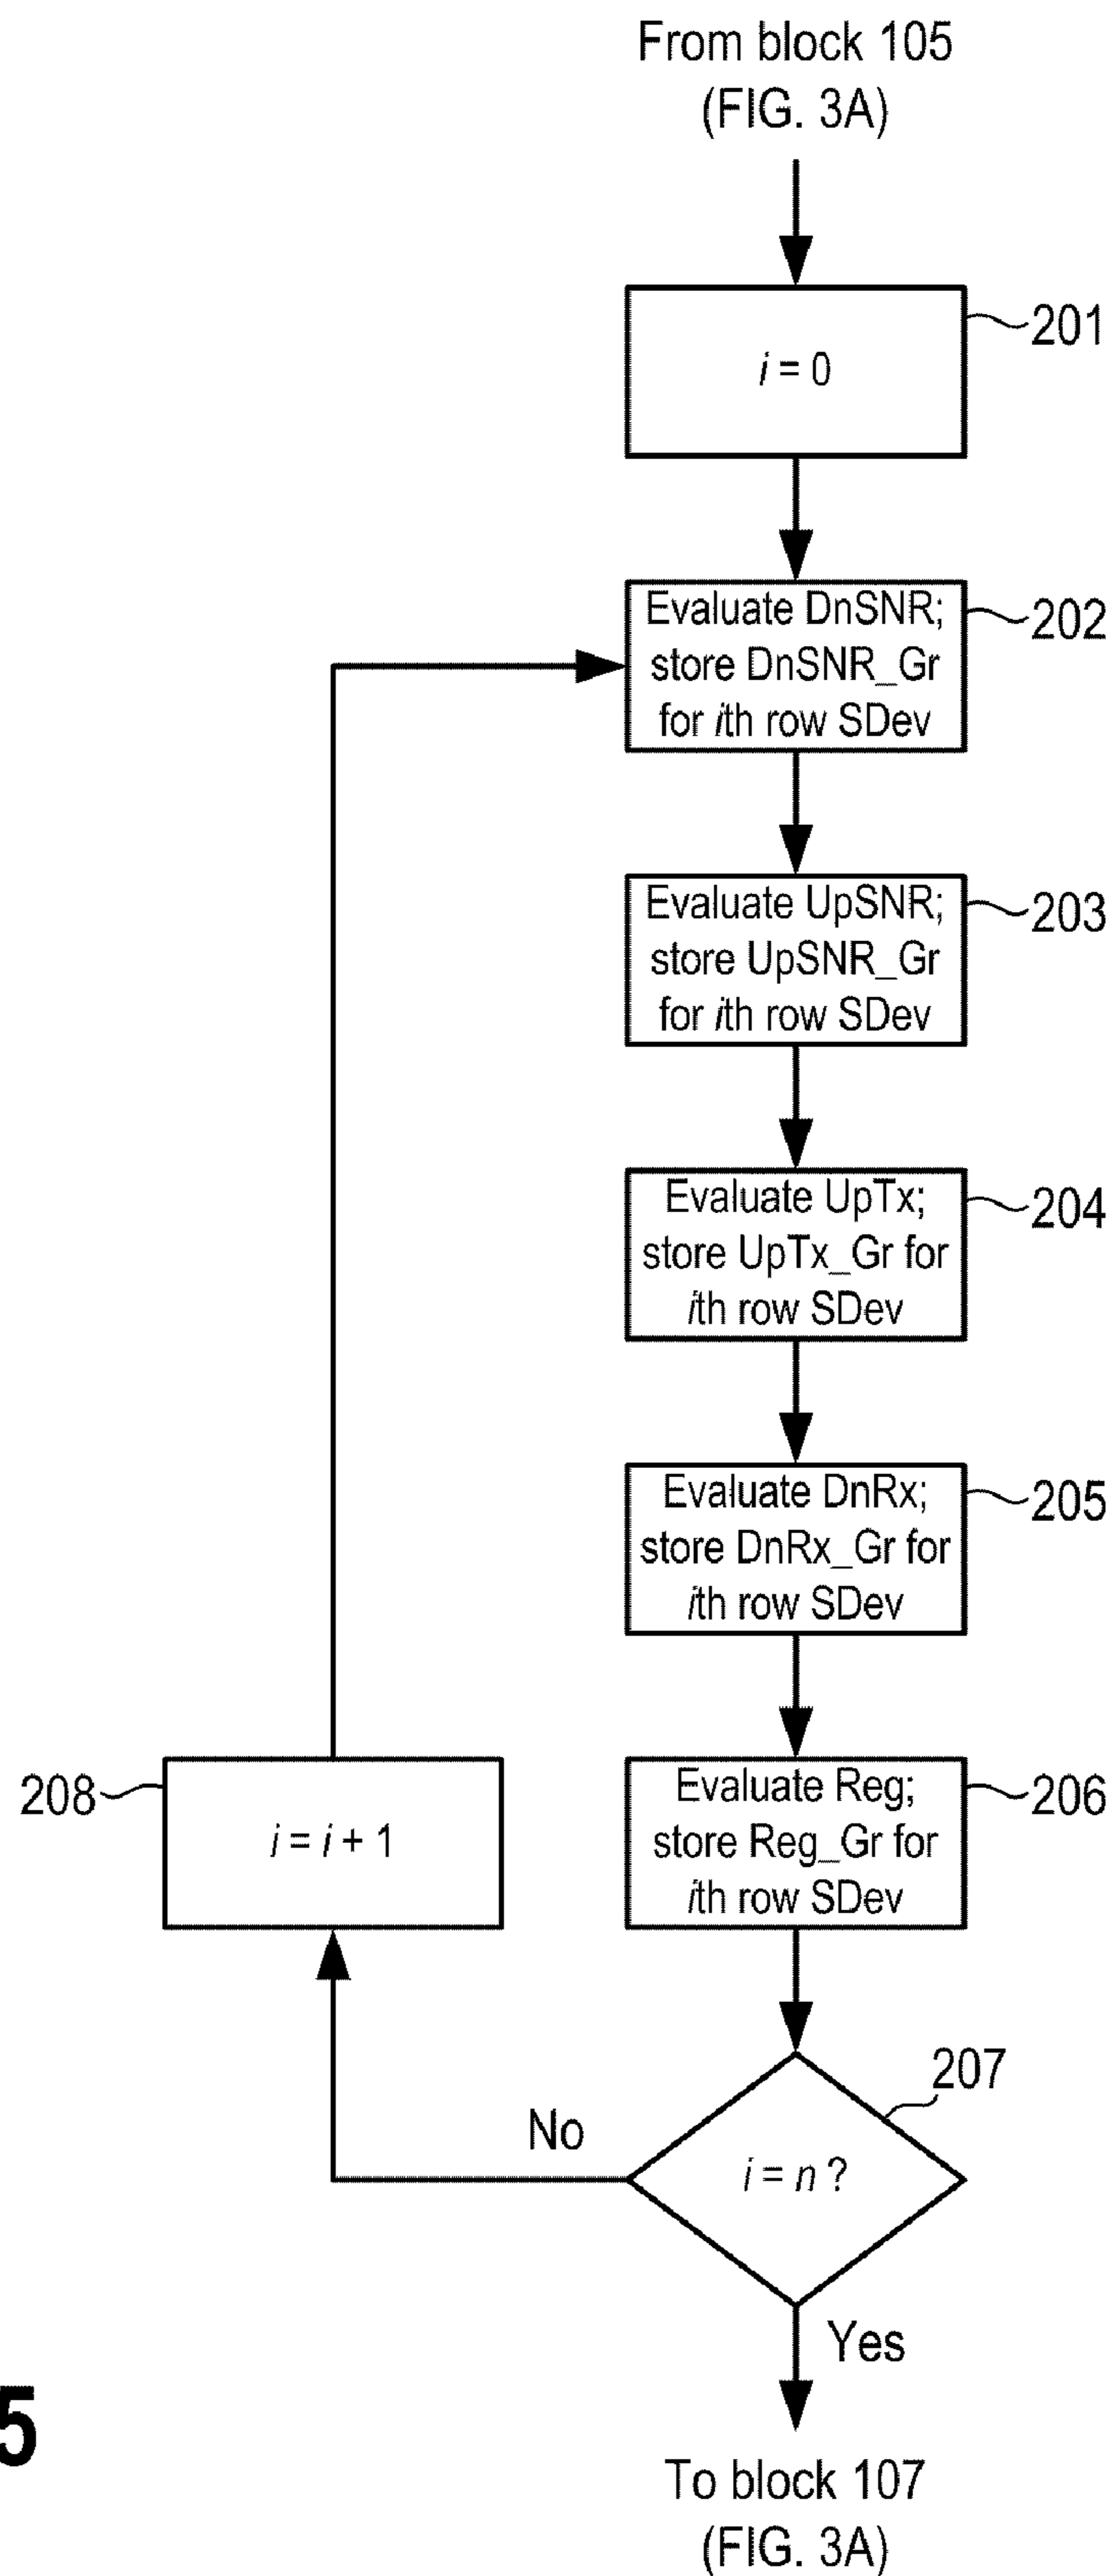 From block 105
(FIG. 3A)
i = 0
201
Evaluate DnSNR;
store DnSNR_Gr
for ith row SDev
202
Evaluate UpSNR;
store UpSNR_Gr
for ith row SDev
203
Evaluate UpTx;
store UpTx_Gr for
ith row SDev
204
Evaluate DnRx;
store DnRx_Gr for
ith row SDev
205
Evaluate Reg;
store Reg_Gr for
ith row SDev
206
208
i = i + 1
207
No
i = n ?
Yes
5
To block 107
(FIG. 3A)